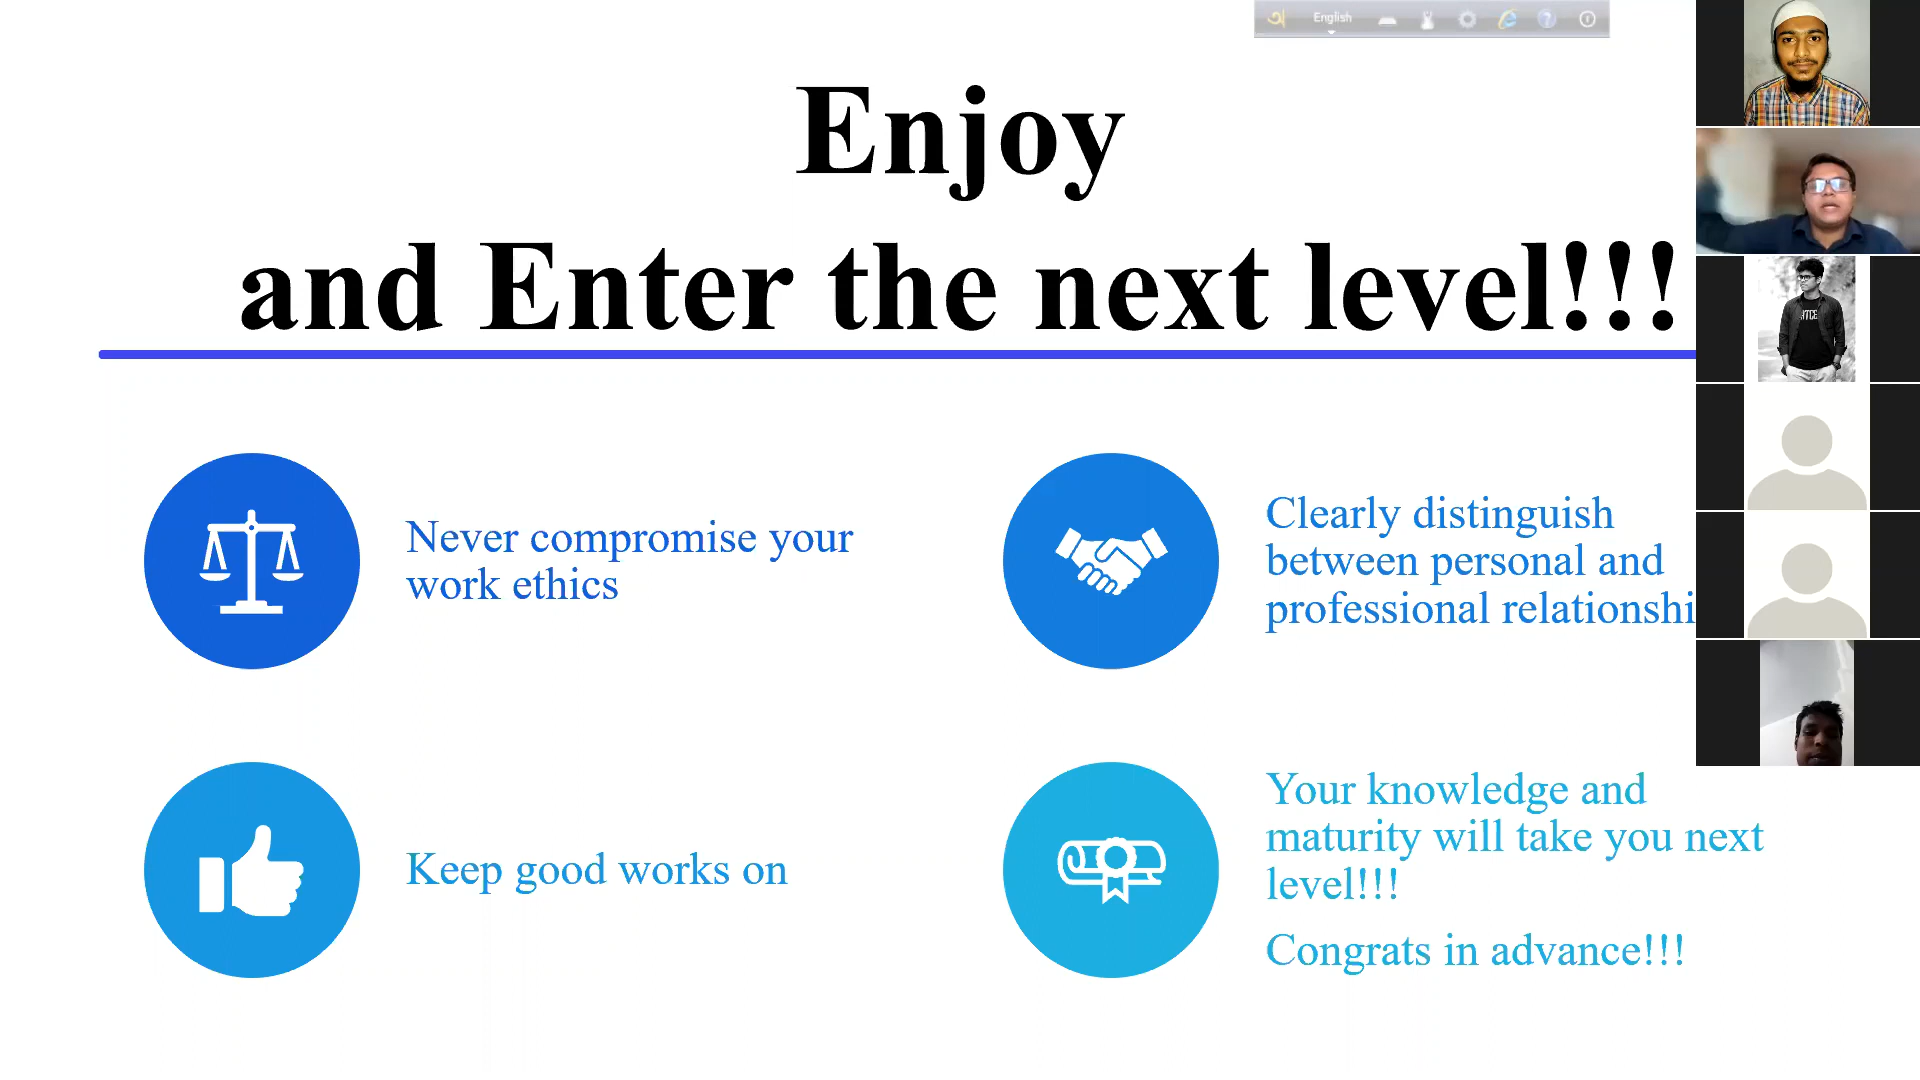 অ English
Enjoy
and Enter the next level!!!
Never compromise your
work ethics
Clearly distinguish
between personal and
professional relationshi
Keep good works on
Your knowledge and
maturity will take you next
level!!!
Congrats in advance!!!